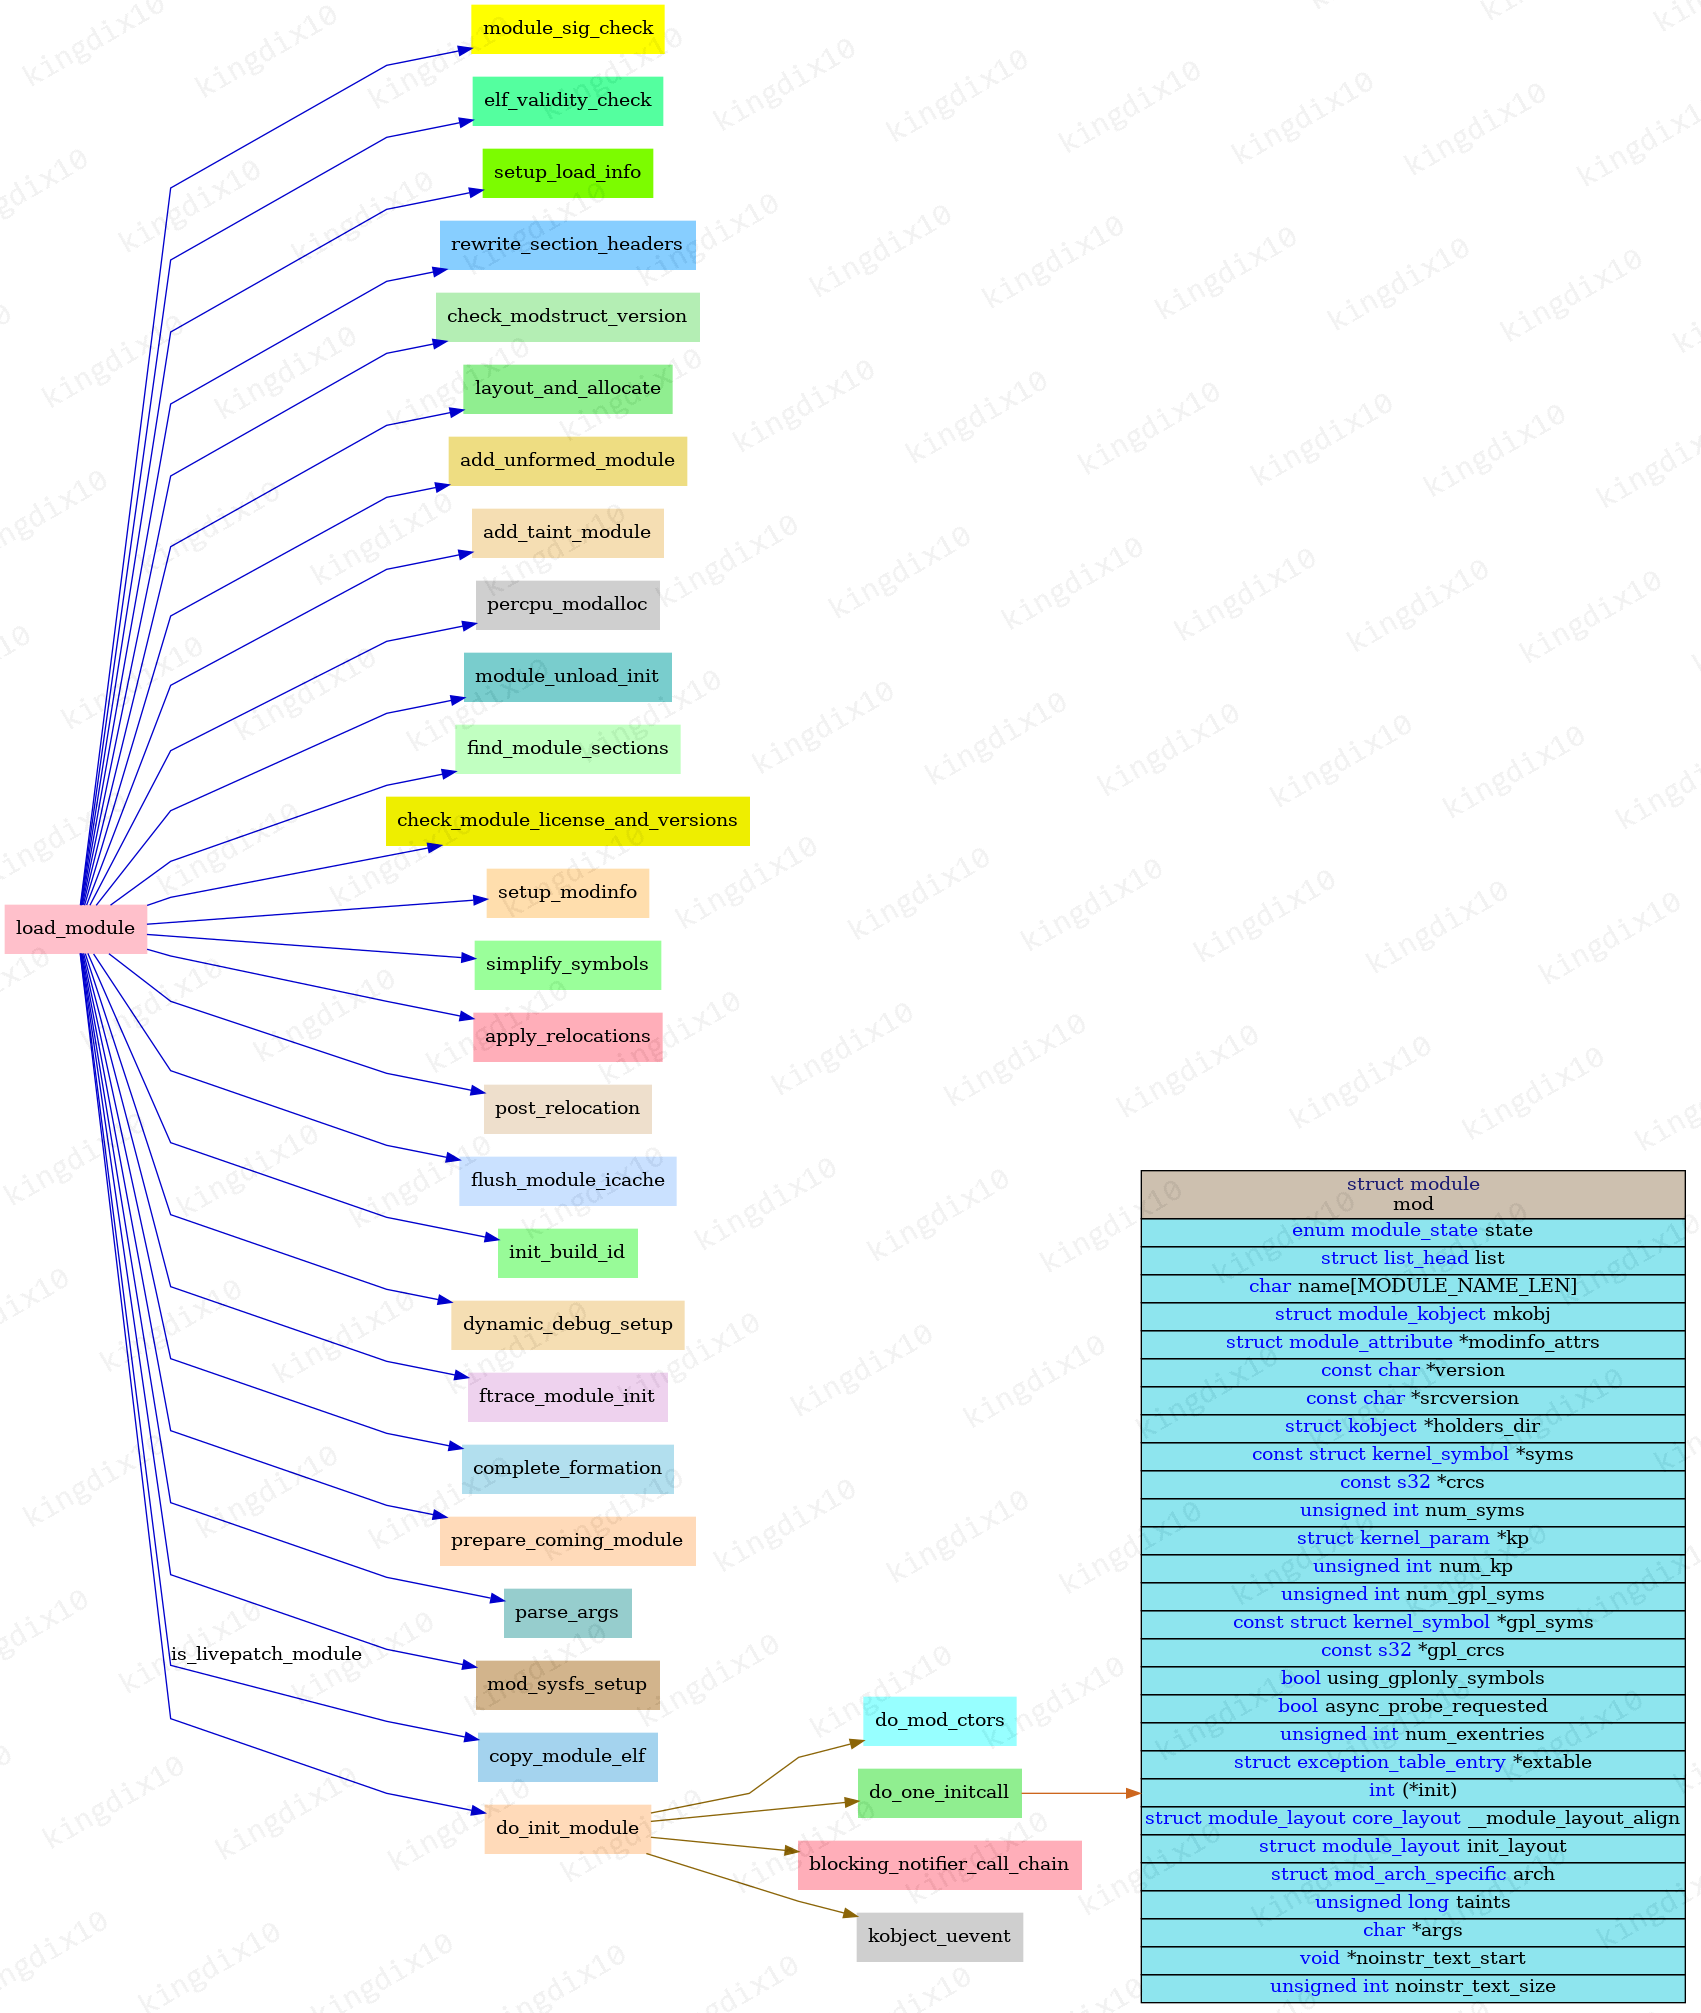 module_sig_check
elf_validity_check
setup_load_info
rewrite_section_headers
check_modstruct_version
layout_and_allocate
add_unformed_module
add_taint_module
percpu_modalloc
module_unload_init
find_module_sections
check_module_license_and_versions
setup_modinfo
load_module
simplify_symbols
apply_relocations
post_relocation
flush_module_icache
init_build_id
dynamic_debug_setup
ftrace_module_init
complete_formation
prepare_coming_module
parse_args
is_livepatch_module
mod_sysfs_setup
copy_module_elf
do_init_module
do_mod_ctors
do_one_initcall
blocking_notifier_call_chain
kobject_uevent
struct module
mod
enum module_state state
struct list_head list
char name[MODULE_NAME_LEN]
struct module_kobject mkobj
struct module_attribute *modinfo_attrs
const char *version
const char *srcversion
struct kobject *holders_dir
const struct kernel_symbol *syms
const s32 *crcs
unsigned int num_syms
struct kernel_param *kp
unsigned int num_kp
unsigned int num_gpl_syms
const struct kernel_symbol *gpl_syms
const s32 *gpl_crcs
bool using_gplonly_symbols
bool async_probe_requested
unsigned int num_exentries
struct exception_table_entry *extable
int (*init)
struct module_layout core_layout __module_layout_align
struct module_layout init_layout
struct mod_arch_specific arch
unsigned long taints
char *args
void *noinstr_text_start
unsigned int noinstr_text_size
kingdix10